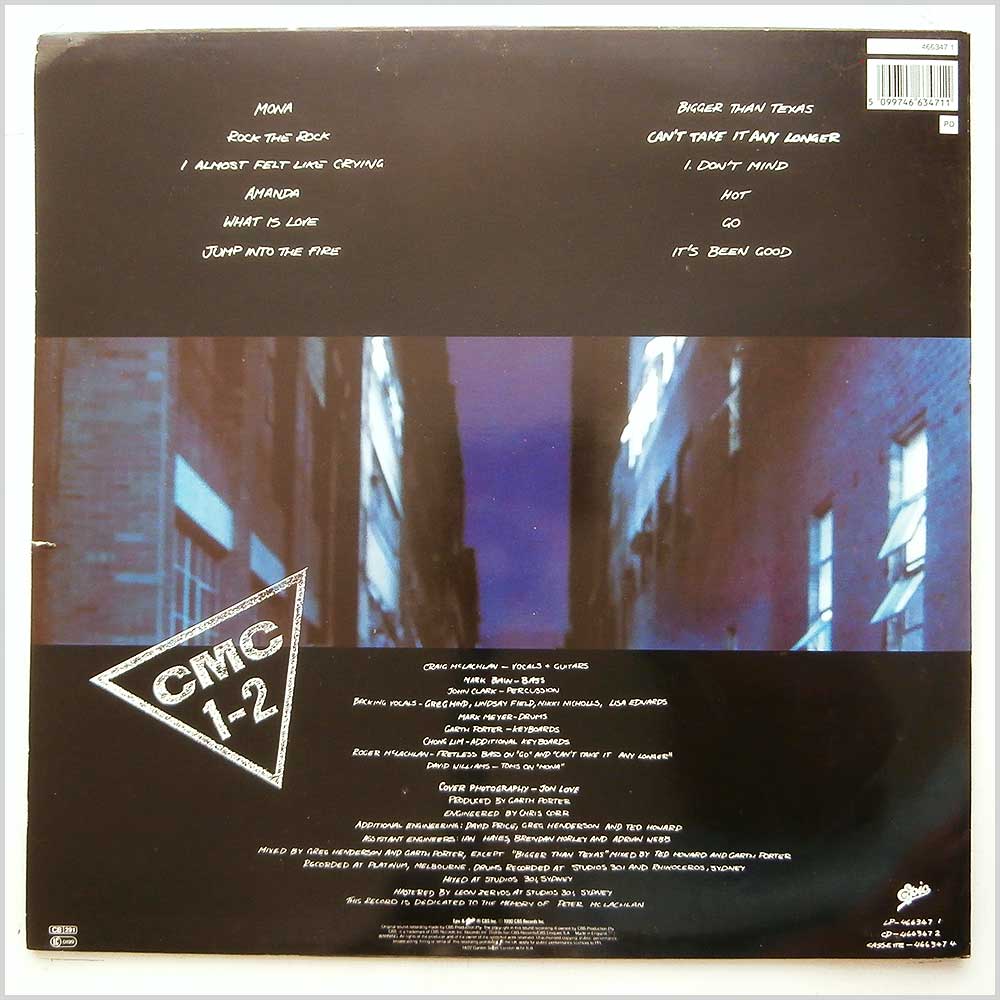 466347 1
5 099746 634711
PD
MONA
ROCK THE ROCK
I ALMOST FELT LIKE CRYING
AMANDA
WHAT IS LOVE
JUMP INTO THE FIRE
BIGGER THAN TEXAS
CAN'T TAKE IT ANY LONGER
I DON'T MIND
HOT
GO
IT'S BEEN GOOD
CMC
1-2
CRAIG McLACHLAN - VOCALS + GUITARS
MARK BAIN - BASS
JOHN CLARK - PERCUSSION
BACKING VOCALS - GREG HIND, LINDSAY FIELD, NIKKI NICHOLLS, LISA EDWARDS
MARK MEYER - DRUMS
GARTH PORTER - KEYBOARDS
CHONG LIM - ADDITIONAL KEYBOARDS
ROGER McLACHLAN - FRETLESS BASS ON "GO" AND "CAN'T TAKE IT ANY LONGER"
DAVID WILLIAMS - TOMS ON "MONA"
COVER PHOTOGRAPHY - JON LOVE
PRODUCED BY GARTH PORTER
ENGINEERED BY CHRIS CORR
ADDITIONAL ENGINEERING: DAVID PRICE, GREG HENDERSON AND TED HOWARD
ASSISTANT ENGINEERS: IAN HAYES, BRENDAN MORLEY AND ADRIAN WEBB
MIXED BY GREG HENDERSON AND GARTH PORTER, EXCEPT "BIGGER THAN TEXAS" MIXED BY TED HOWARD AND GARTH PORTER
RECORDED AT PLATINUM, MELBOURNE. DRUMS RECORDED AT STUDIOS 301 AND RHINOCEROS, SYDNEY
MIXED AT STUDIOS 301, SYDNEY
MASTERED BY LEON ZERVOS AT STUDIOS 301, SYDNEY
THIS RECORD IS DEDICATED TO THE MEMORY OF PETER McLACHLAN
Epic
LP - 466347 1
CD - 466347 2
CASSETTE - 466347 4
CB 291
LC 0199